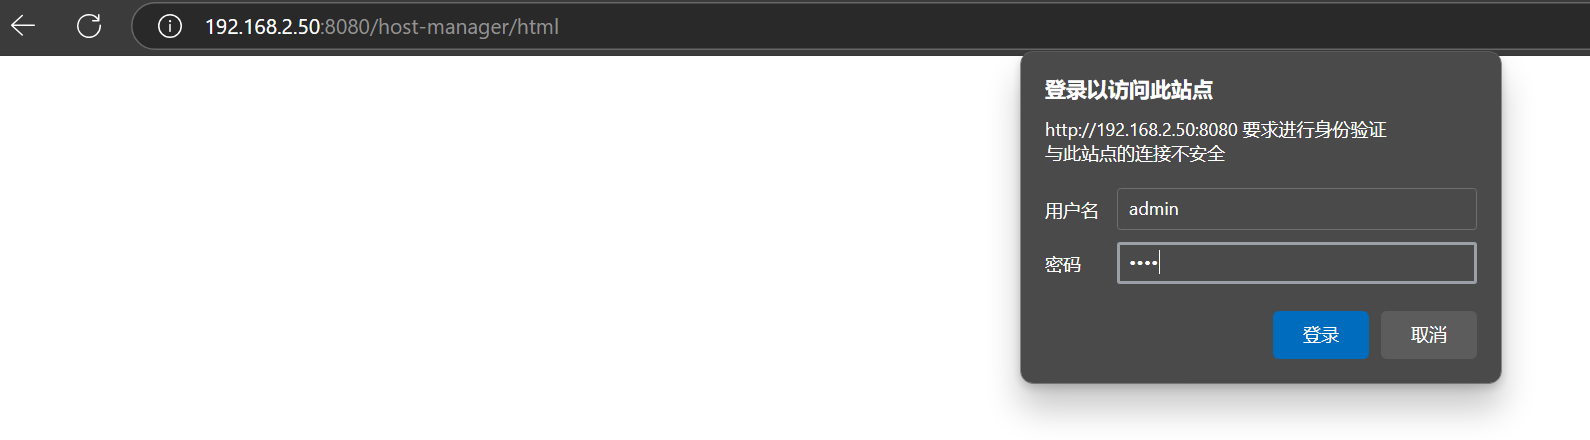 192.168.2.50:8080/host-manager/html
登录以访问此站点
http://192.168.2.50:8080 要求进行身份验证
与此站点的连接不安全
用户名 admin
密码 ••••
登录 取消